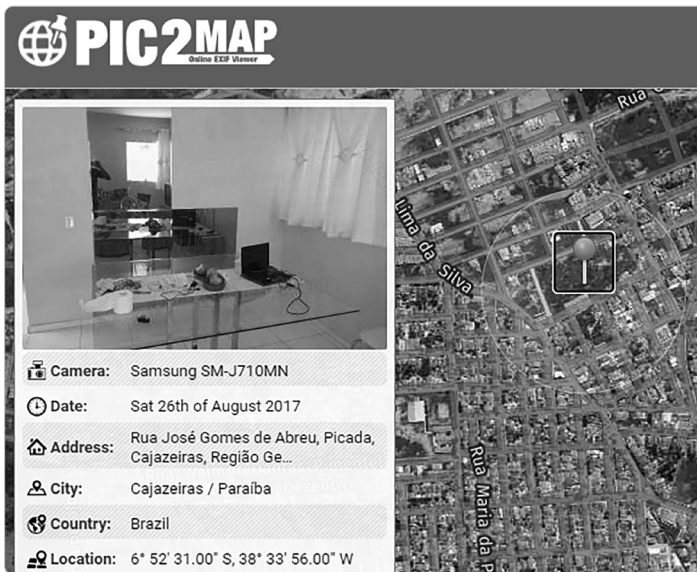 PIC2MAP
Online EXIF Viewer
Camera: Samsung SM-J710MN
Date: Sat 26th of August 2017
Address: Rua José Gomes de Abreu, Picada,
Cajazeiras, Região Ge...
City: Cajazeiras / Paraíba
Country: Brazil
Location: 6° 52' 31.00" S, 38° 33' 56.00" W
Rua
Lima da Silva
Rua Maria da P